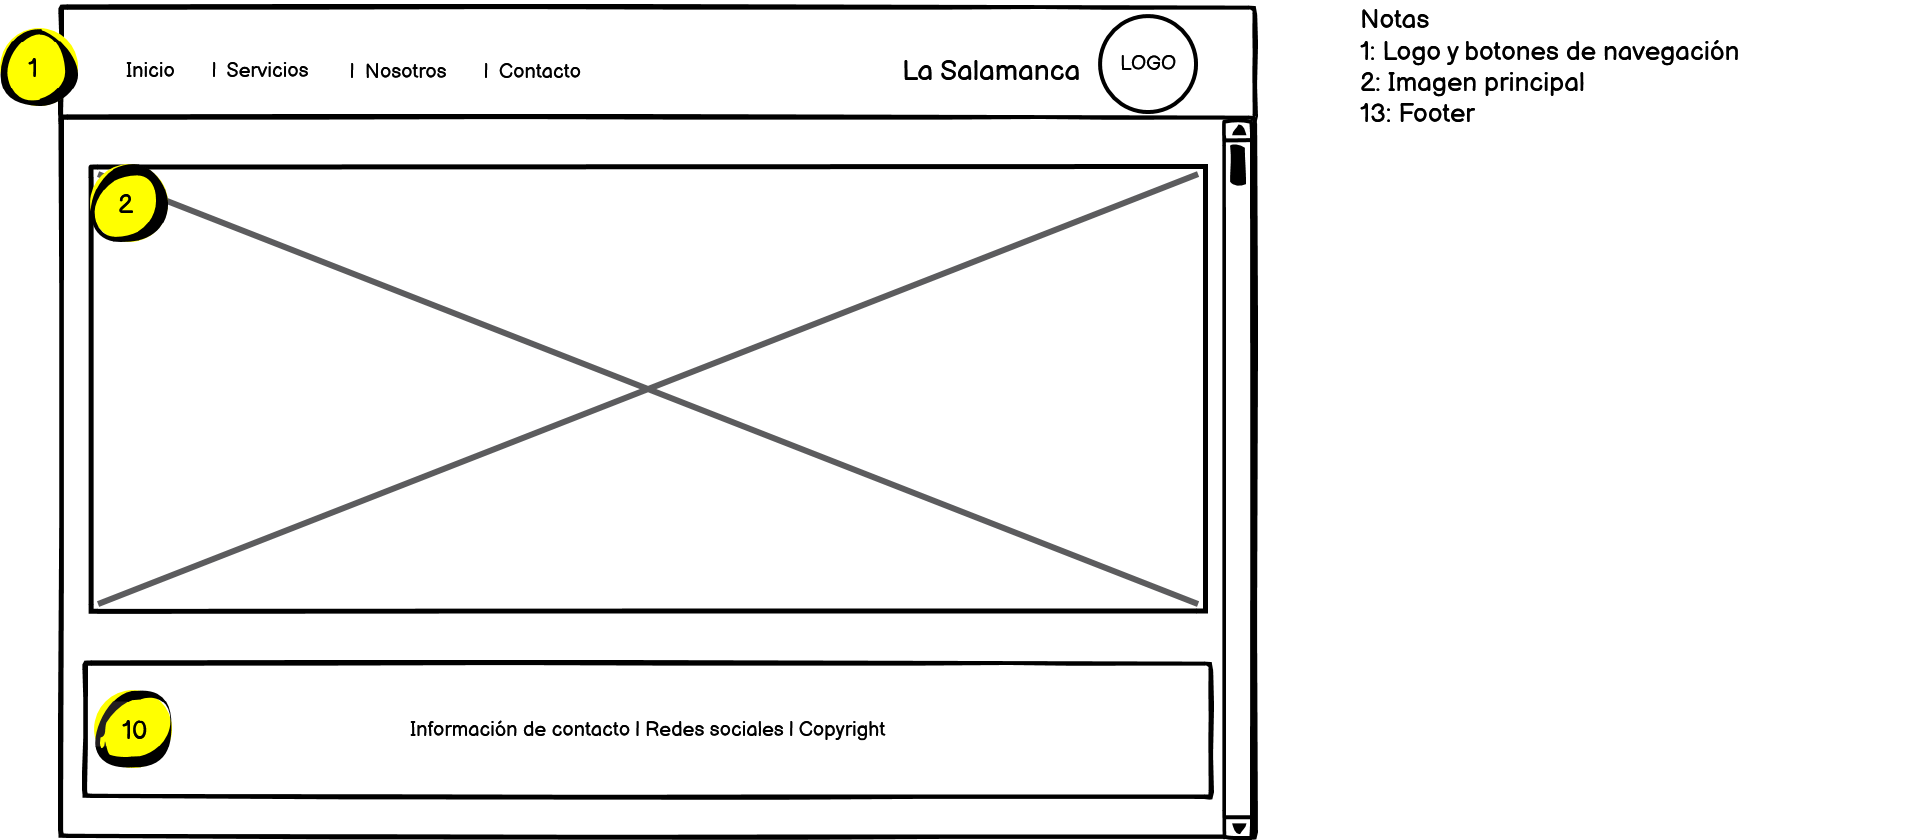 1
Inicio | Servicios | Nosotros | Contacto
La Salamanca
LOGO
2
10
Información de contacto | Redes sociales | Copyright
Notas
1: Logo y botones de navegación
2: Imagen principal
13: Footer